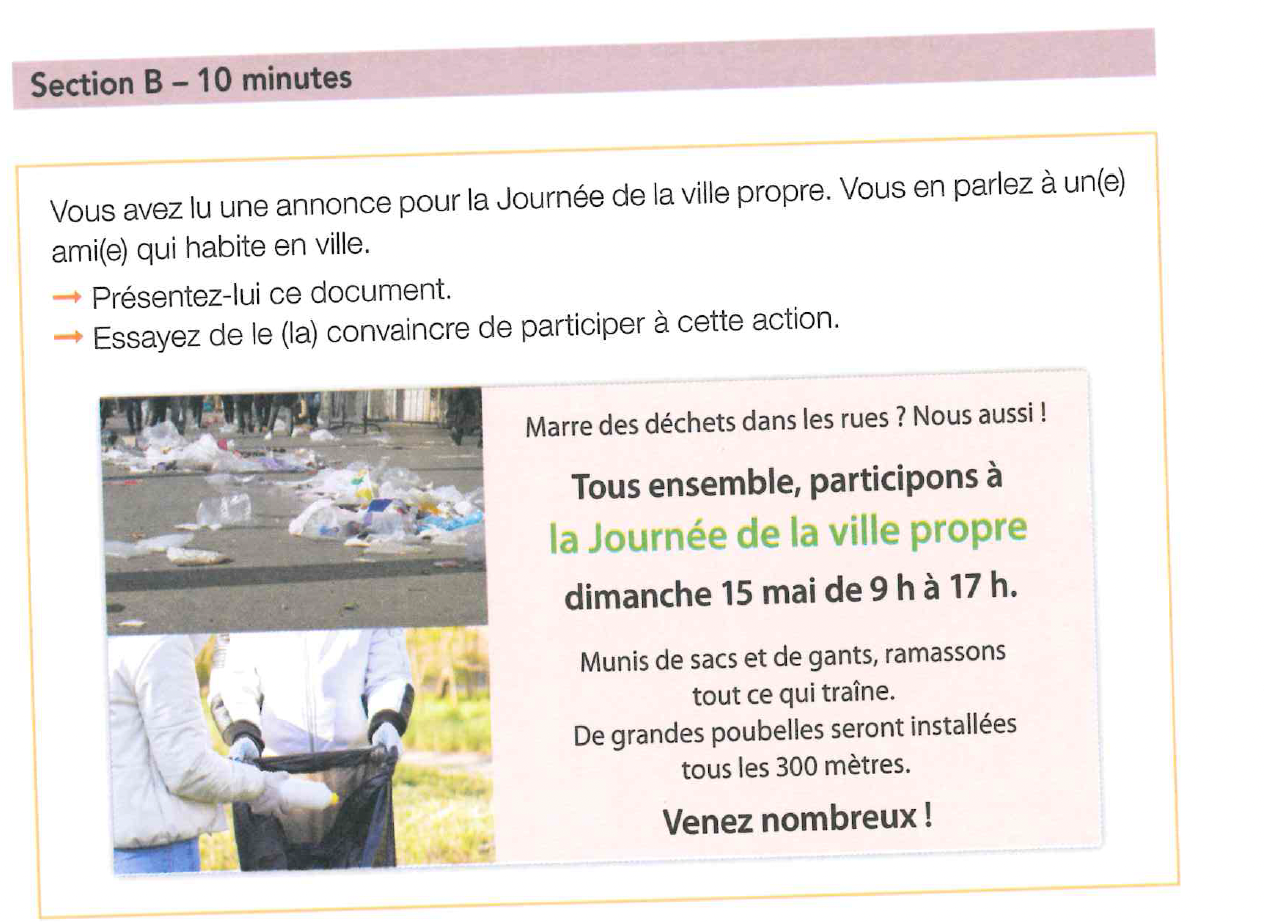 Section B – 10 minutes
Vous avez lu une annonce pour la Journée de la ville propre. Vous en parlez à un(e)
ami(e) qui habite en ville.
→ Présentez-lui ce document.
→ Essayez de le (la) convaincre de participer à cette action.
Marre des déchets dans les rues ? Nous aussi !
Tous ensemble, participons à
la Journée de la ville propre
dimanche 15 mai de 9 h à 17 h.
Munis de sacs et de gants, ramassons
tout ce qui traîne.
De grandes poubelles seront installées
tous les 300 mètres.
Venez nombreux !